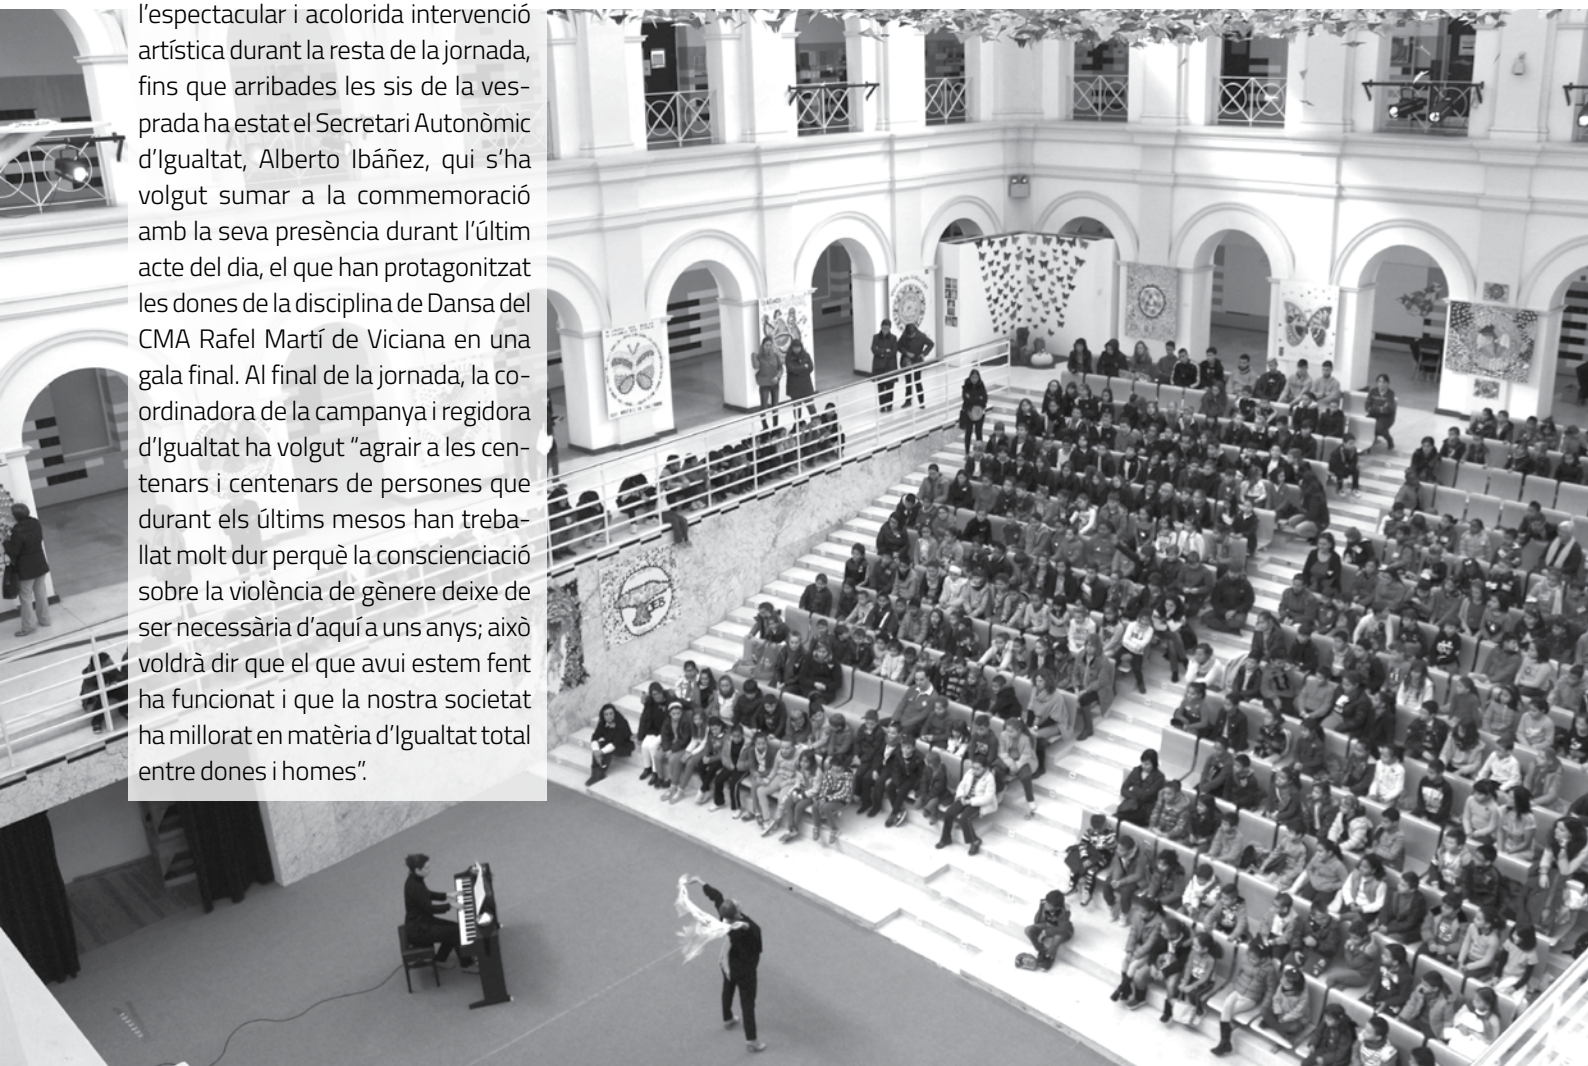 l'espectacular i acolorida intervenció
artística durant la resta de la jornada,
fins que arribades les sis de la ves-
prada ha estat el Secretari Autonòmic
d'Igualtat, Alberto Ibáñez, qui s'ha
volgut sumar a la commemoració
amb la seva presència durant l'últim
acte del dia, el que han protagonitzat
les dones de la disciplina de Dansa del
CMA Rafel Martí de Viciana en una
gala final. Al final de la jornada, la co-
ordinadora de la campanya i regidora
d'Igualtat ha volgut “agrair a les cen-
tenars i centenars de persones que
durant els últims mesos han treba-
llat molt dur perquè la conscienciació
sobre la violència de gènere deixe de
ser necessària d'aquí a uns anys; això
voldrà dir que el que avui estem fent
ha funcionat i que la nostra societat
ha millorat en matèria d'Igualtat total
entre dones i homes”.